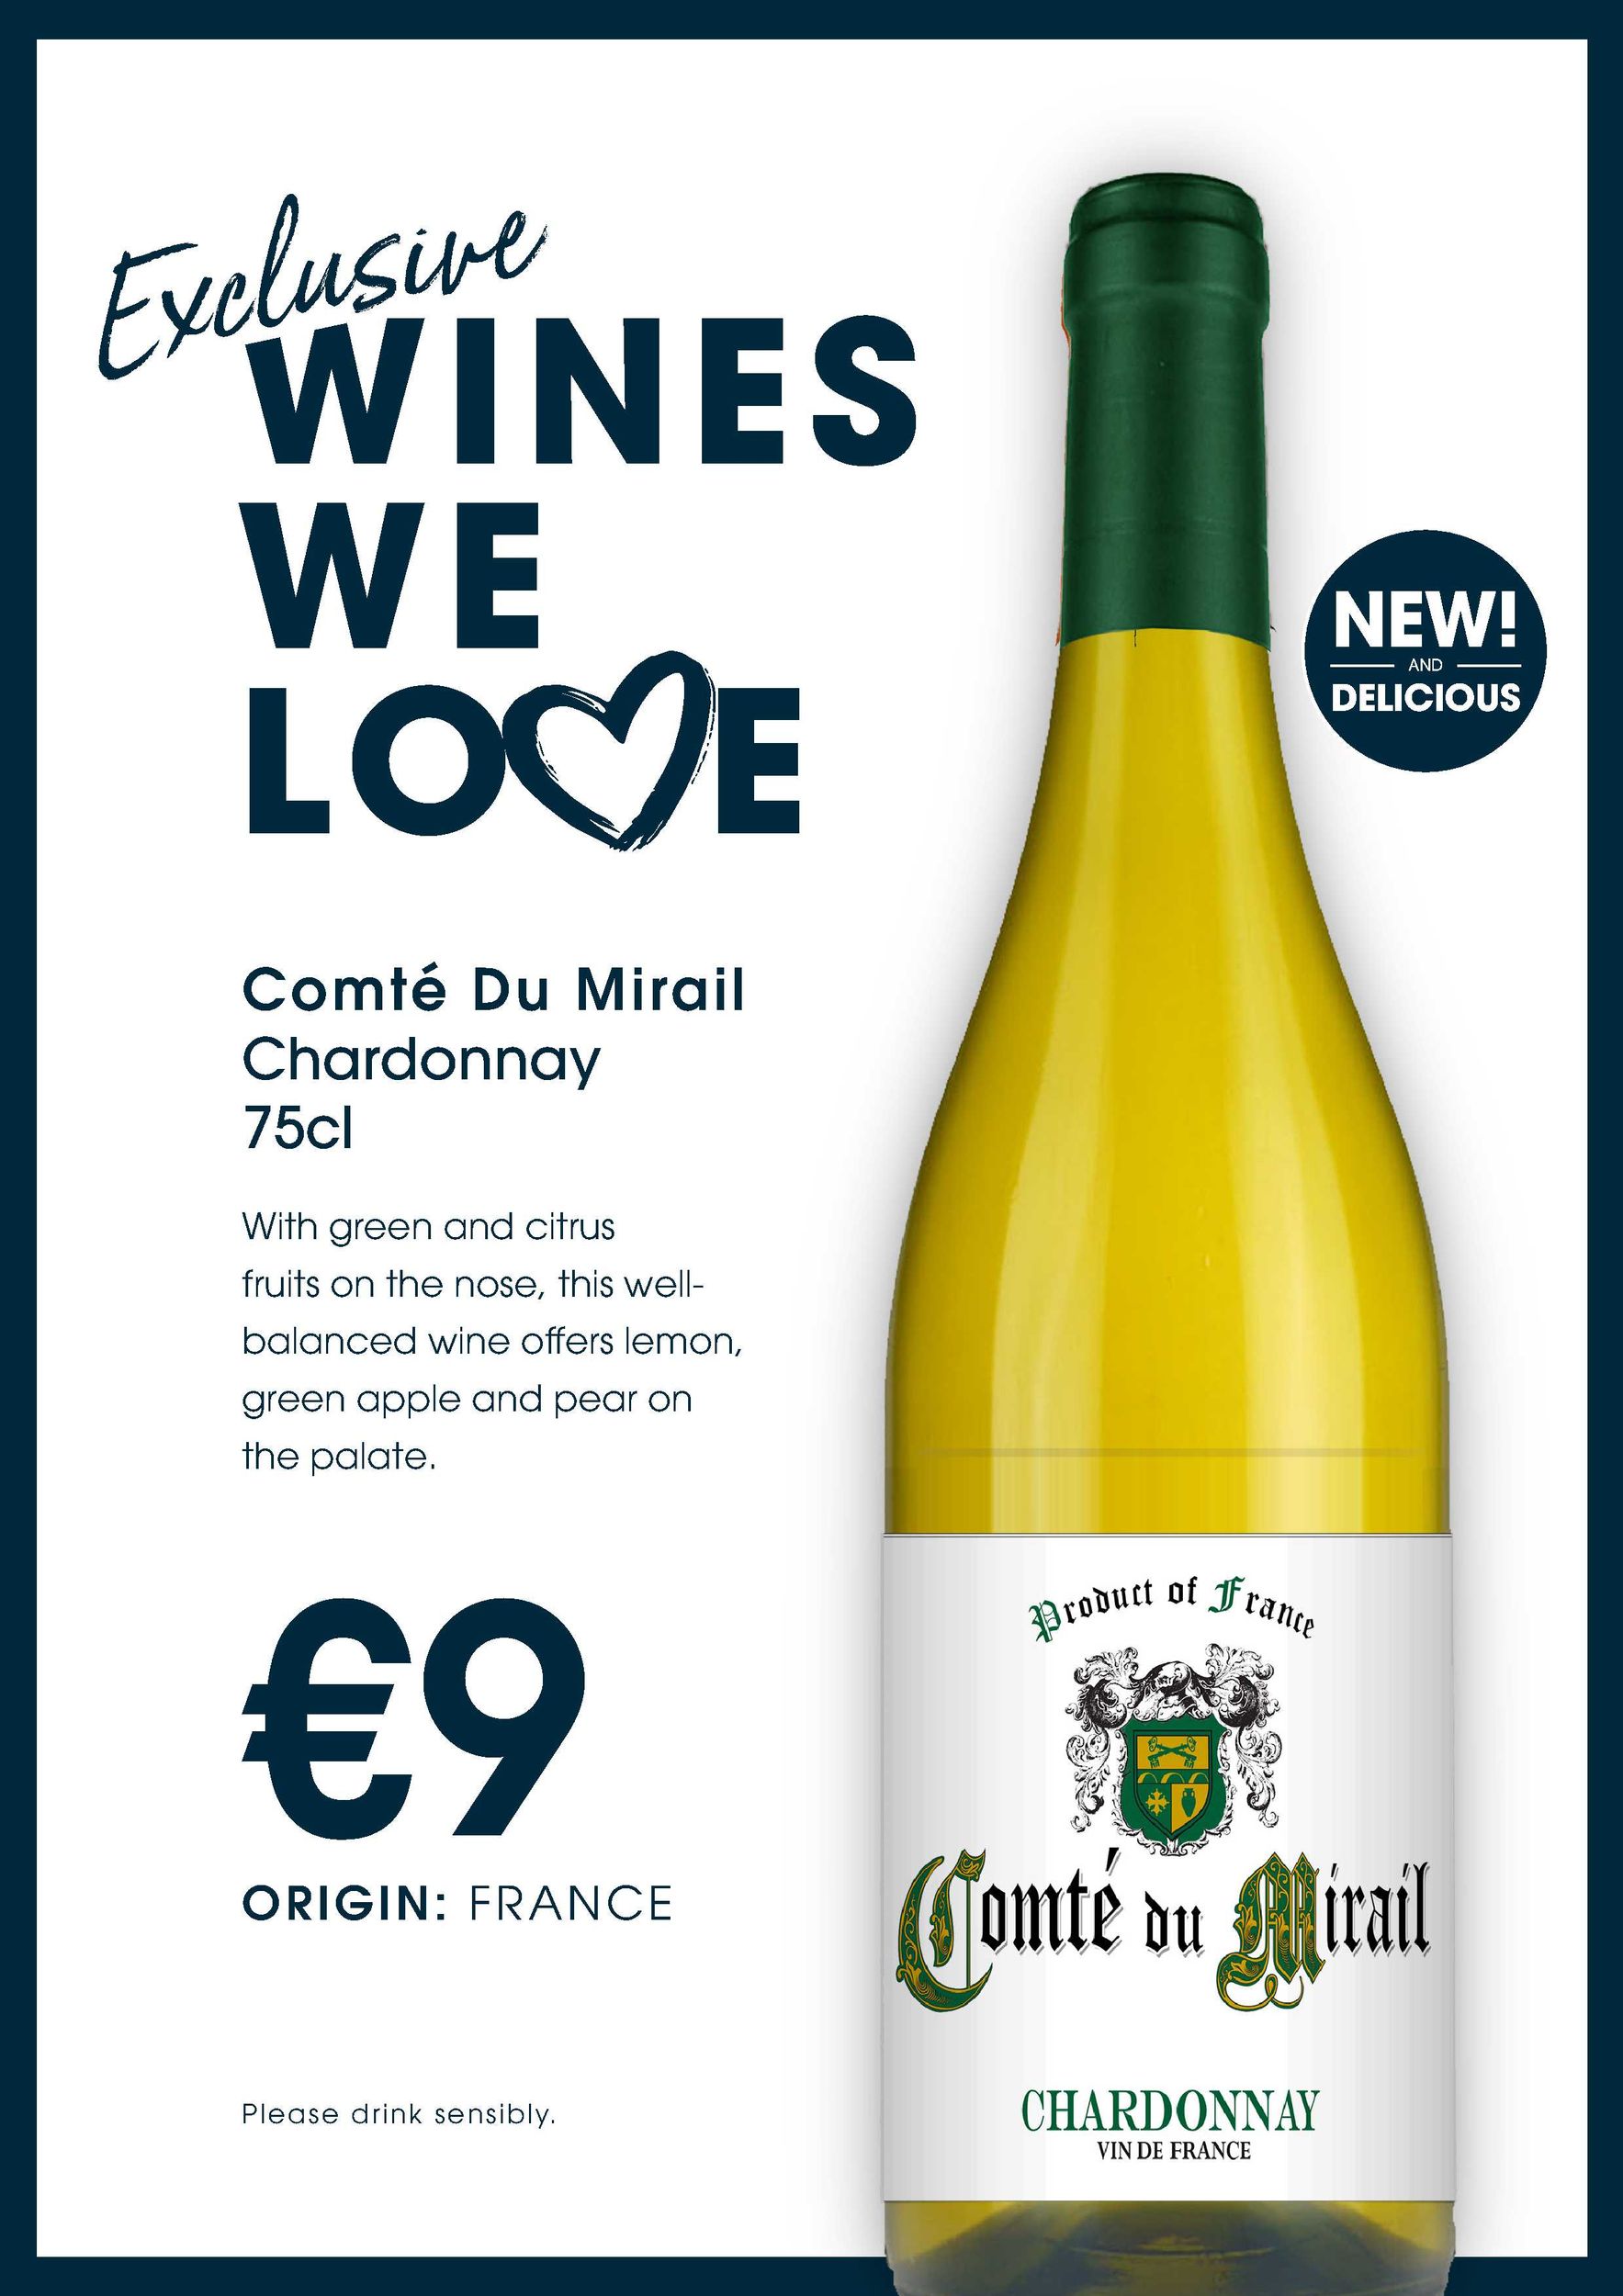 Exclusive
WINES
WE
LOVE
NEW!
AND
DELICIOUS
Comté Du Mirail
Chardonnay
75cl
With green and citrus
fruits on the nose, this well-
balanced wine offers lemon,
green apple and pear on
the palate.
€9
ORIGIN: FRANCE
Please drink sensibly.
Product of France
Comté du Mirail
CHARDONNAY
VIN DE FRANCE